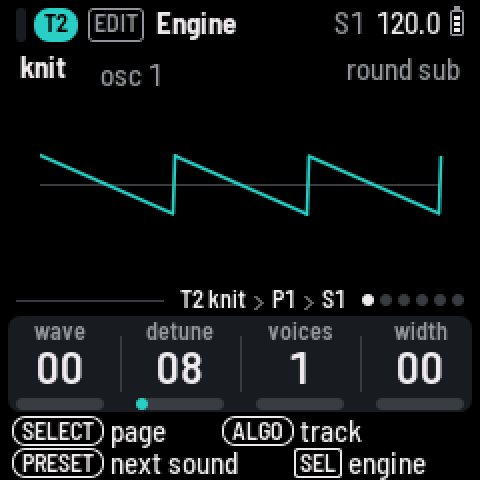 T2 EDIT Engine S1 120.0
knit osc 1 round sub
T2 knit > P1 > S1
wave detune voices width
00 08 1 00
SELECT page ALGO track
PRESET next sound SEL engine